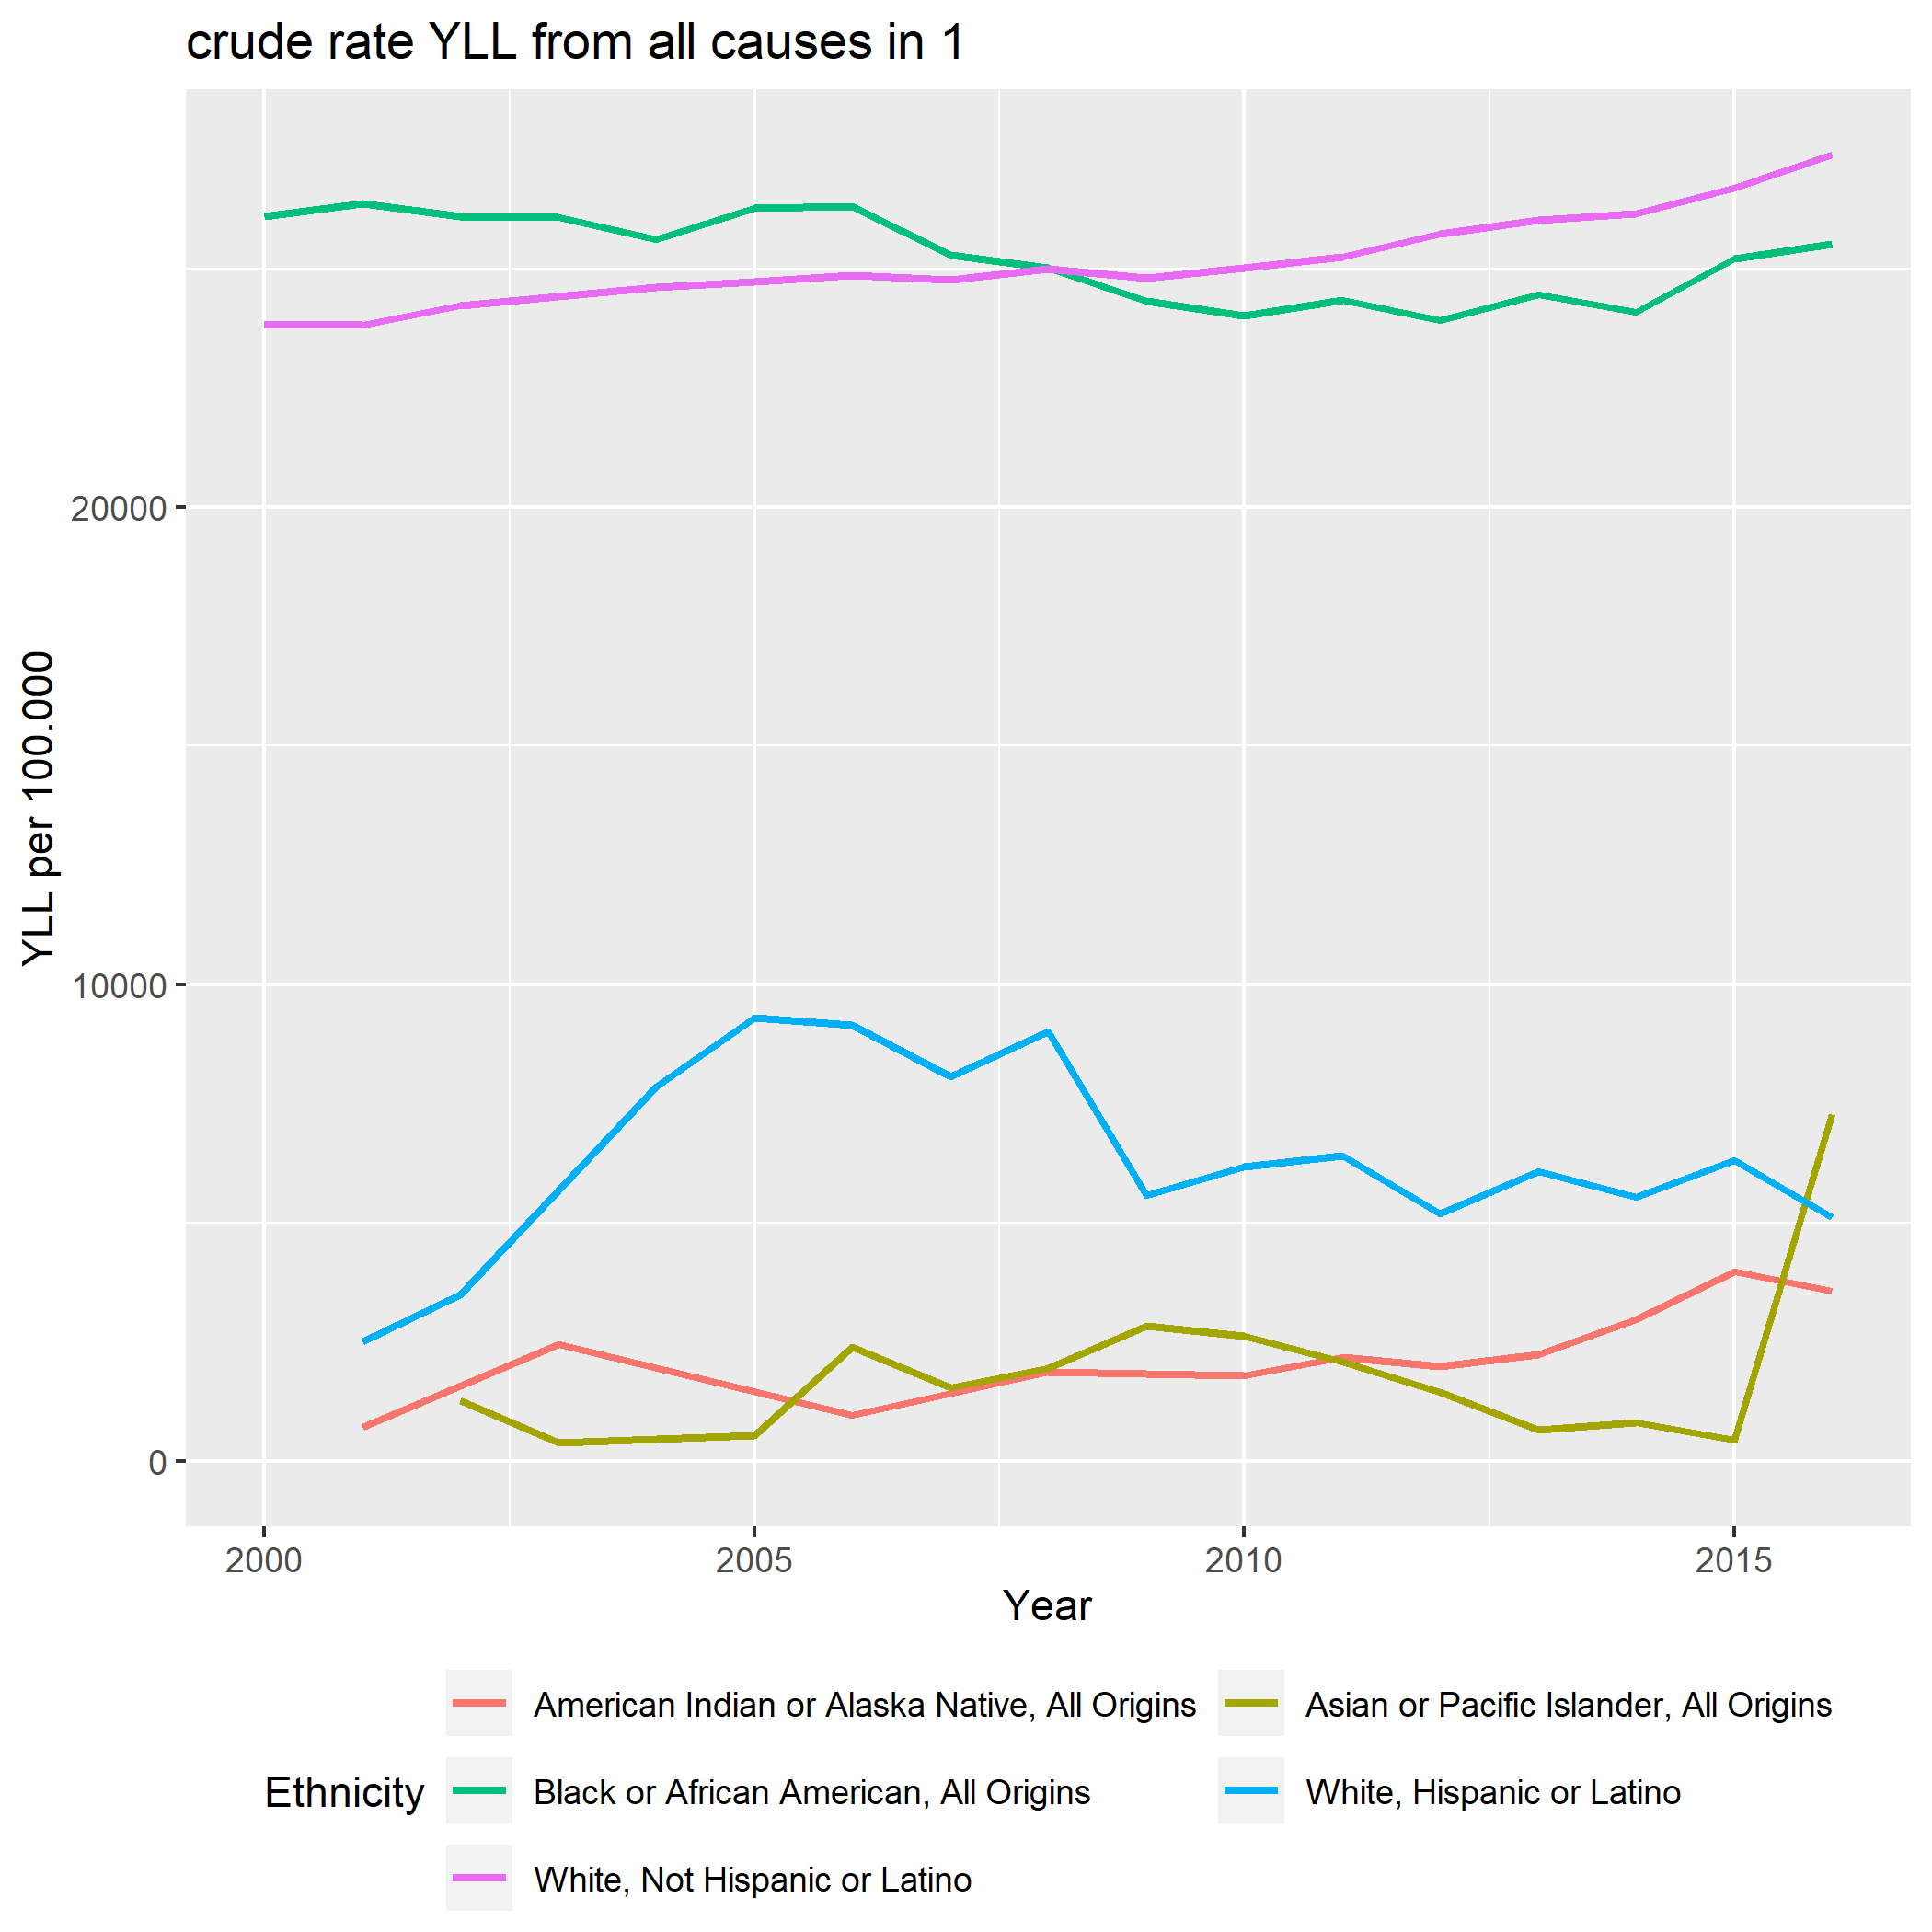 crude rate YLL from all causes in 1
YLL per 100.000
20000
10000
0
2000 2005 2010 2015
Year
Ethnicity
American Indian or Alaska Native, All Origins
Asian or Pacific Islander, All Origins
Black or African American, All Origins
White, Hispanic or Latino
White, Not Hispanic or Latino